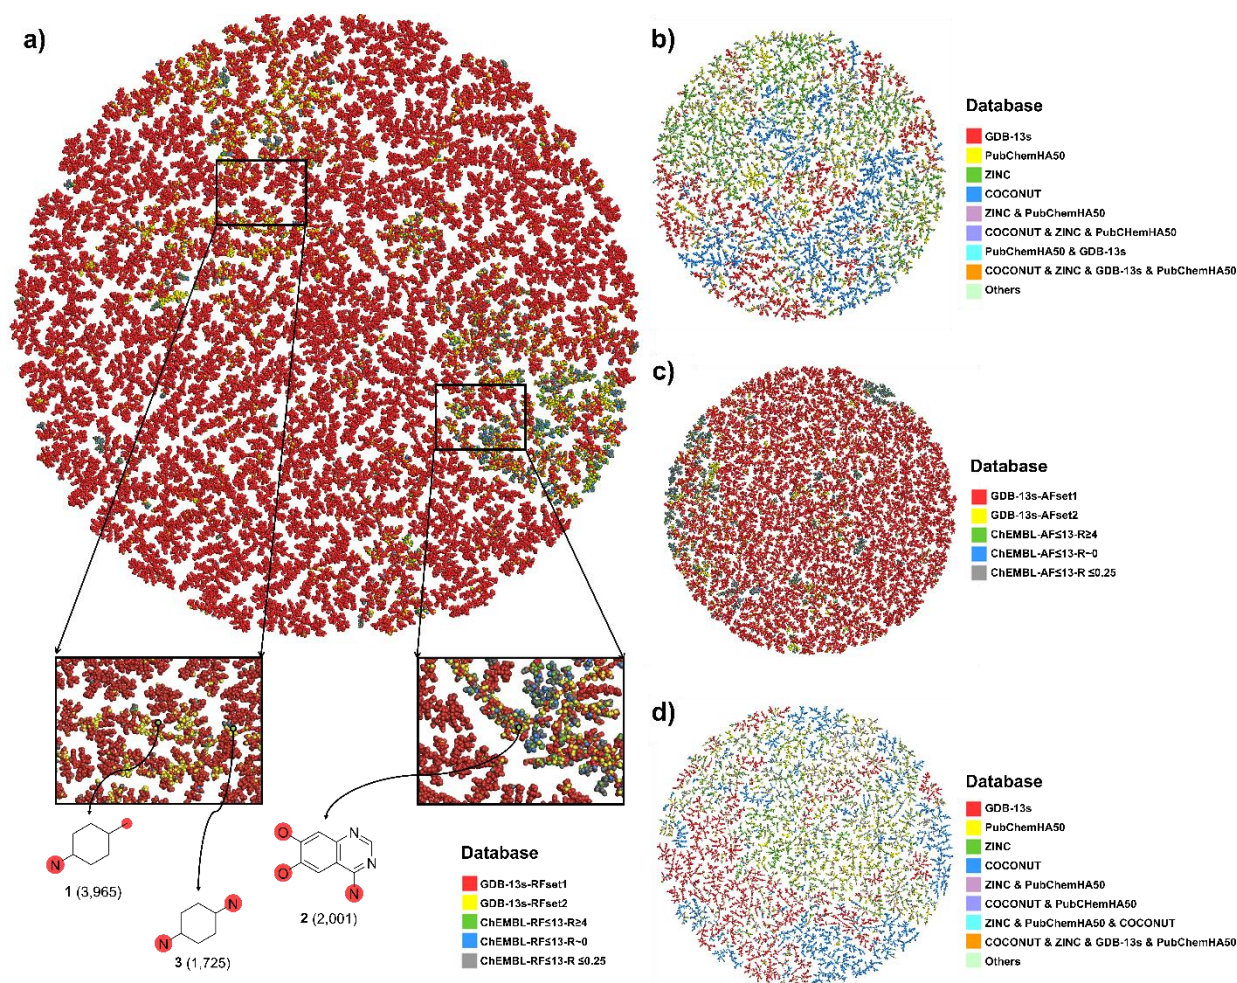 a)
N
1 (3,965)
N
N
3 (1,725)
O
O
N
N
N
2 (2,001)
Database
GDB-13s-RFset1
GDB-13s-RFset2
ChEMBL-RF≤13-R≥4
ChEMBL-RF≤13-R~0
ChEMBL-RF≤13-R ≤0.25
b)
Database
GDB-13s
PubChemHA50
ZINC
COCONUT
ZINC & PubChemHA50
COCONUT & ZINC & PubCHemHA50
PubChemHA50 & GDB-13s
COCONUT & ZINC & GDB-13s & PubChemHA50
Others
c)
Database
GDB-13s-AFset1
GDB-13s-AFset2
ChEMBL-AF≤13-R≥4
ChEMBL-AF≤13-R~0
ChEMBL-AF≤13-R ≤0.25
d)
Database
GDB-13s
PubChemHA50
ZINC
COCONUT
ZINC & PubChemHA50
COCONUT & PubCHemHA50
ZINC & PubChemHA50 & COCONUT
COCONUT & ZINC & GDB-13s & PubChemHA50
Others